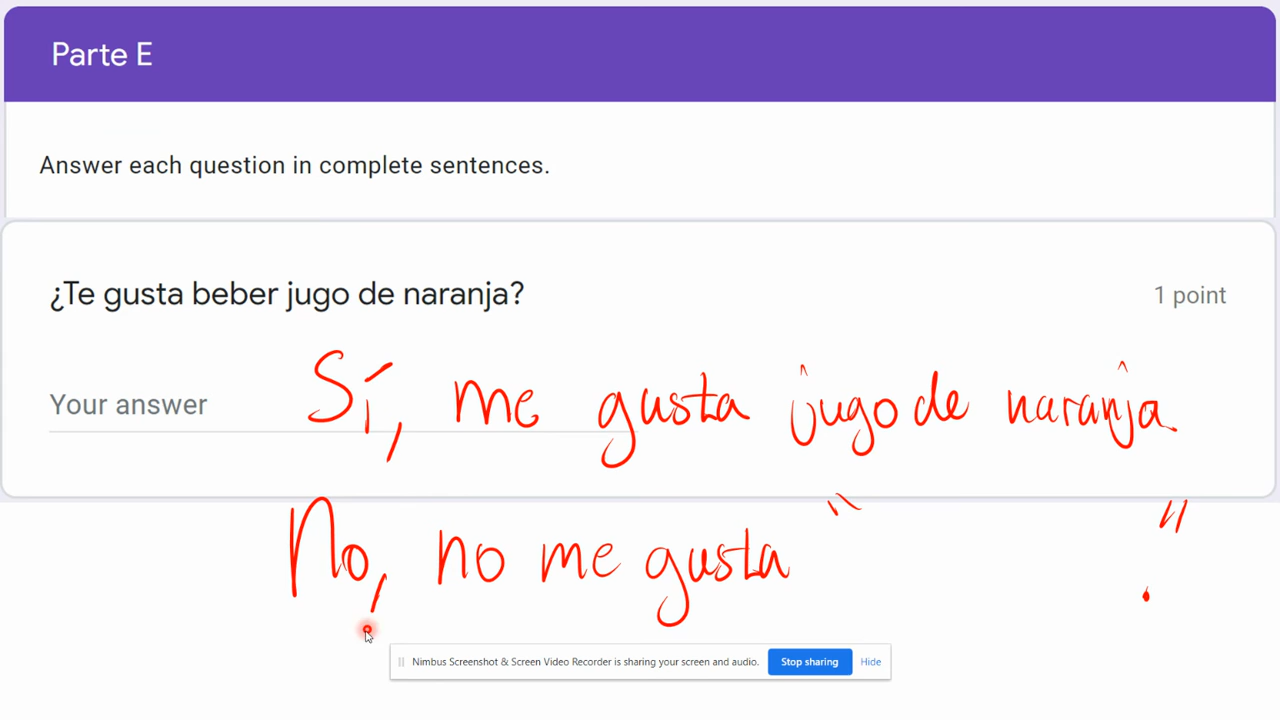 Parte E
Answer each question in complete sentences.
¿Te gusta beber jugo de naranja?
1 point
Your answer
Sí, me gusta jugo de naranja.
No, no me gusta " ".
Nimbus Screenshot & Screen Video Recorder is sharing your screen and audio. Stop sharing Hide